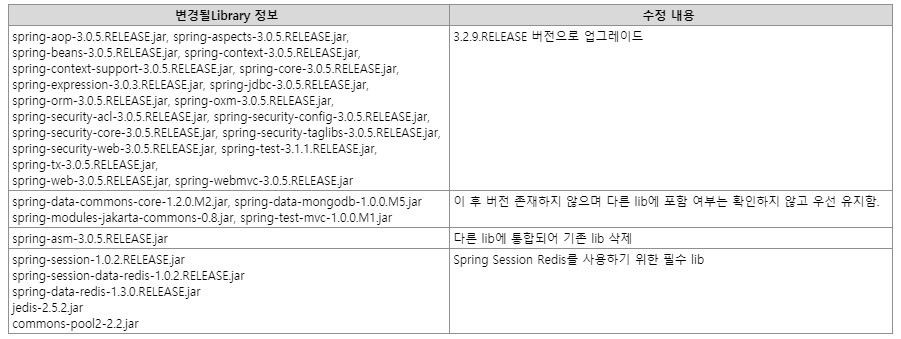 변경될Library 정보
수정 내용
spring-aop-3.0.5.RELEASE.jar, spring-aspects-3.0.5.RELEASE.jar,
spring-beans-3.0.5.RELEASE.jar, spring-context-3.0.5.RELEASE.jar,
spring-context-support-3.0.5.RELEASE.jar, spring-core-3.0.5.RELEASE.jar,
spring-expression-3.0.3.RELEASE.jar, spring-jdbc-3.0.5.RELEASE.jar,
spring-orm-3.0.5.RELEASE.jar, spring-oxm-3.0.5.RELEASE.jar,
spring-security-acl-3.0.5.RELEASE.jar, spring-security-config-3.0.5.RELEASE.jar,
spring-security-core-3.0.5.RELEASE.jar, spring-security-taglibs-3.0.5.RELEASE.jar,
spring-security-web-3.0.5.RELEASE.jar, spring-test-3.1.1.RELEASE.jar,
spring-tx-3.0.5.RELEASE.jar,
spring-web-3.0.5.RELEASE.jar, spring-webmvc-3.0.5.RELEASE.jar
3.2.9.RELEASE 버전으로 업그레이드
spring-data-commons-core-1.2.0.M2.jar, spring-data-mongodb-1.0.0.M5.jar
spring-modules-jakarta-commons-0.8.jar, spring-test-mvc-1.0.0.M1.jar
이 후 버전 존재하지 않으며 다른 lib에 포함 여부는 확인하지 않고 우선 유지함.
spring-asm-3.0.5.RELEASE.jar
다른 lib에 통합되어 기존 lib 삭제
spring-session-1.0.2.RELEASE.jar
spring-session-data-redis-1.0.2.RELEASE.jar
spring-data-redis-1.3.0.RELEASE.jar
jedis-2.5.2.jar
commons-pool2-2.2.jar
Spring Session Redis를 사용하기 위한 필수 lib